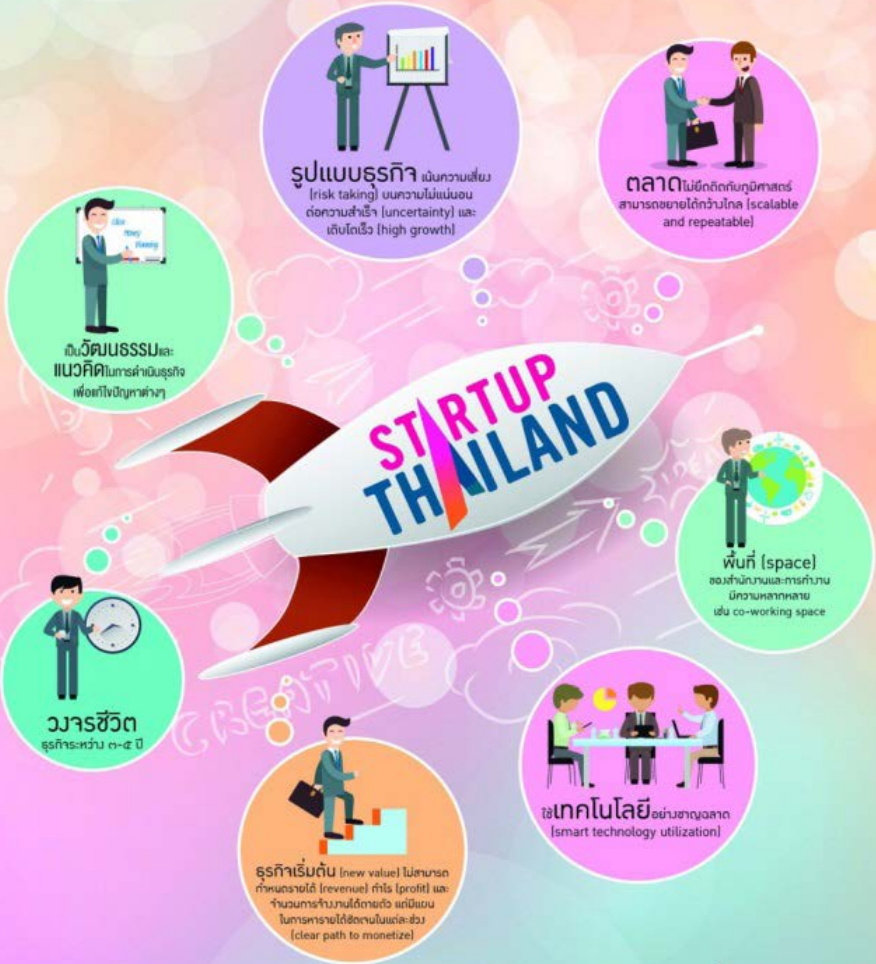 รูปแบบธุรกิจ เน้นความเสี่ยง
(risk taking) บนความไม่แน่นอน
ต่อความสำเร็จ (uncertainty) และ
เติบโตเร็ว (high growth)
ตลาดไม่ยึดติดกับภูมิศาสตร์
สามารถขยายได้กว้างไกล (scalable
and repeatable)
Idea
Money
Planning
เป็นวัฒนธรรมและ
แนวคิดในการดำเนินธุรกิจ
เพื่อแก้ไขปัญหาต่างๆ
STARTUP
THAILAND
IDEA
พื้นที่ (space)
ของสำนักงานและการทำงาน
มีความหลากหลาย
เช่น co-working space
วงจรชีวิต
ธุรกิจระหว่าง ๓-๕ ปี
CREATIVE
ใช้เทคโนโลยีอย่างชาญฉลาด
(smart technology utilization)
ธุรกิจเริ่มต้น (new value) ไม่สามารถ
กำหนดรายได้ (revenue) กำไร (profit) และ
จำนวนการจ้างงานได้ตายตัว แต่มีแผน
ในการหารายได้ชัดเจนในแต่ละช่วง
(clear path to monetize)